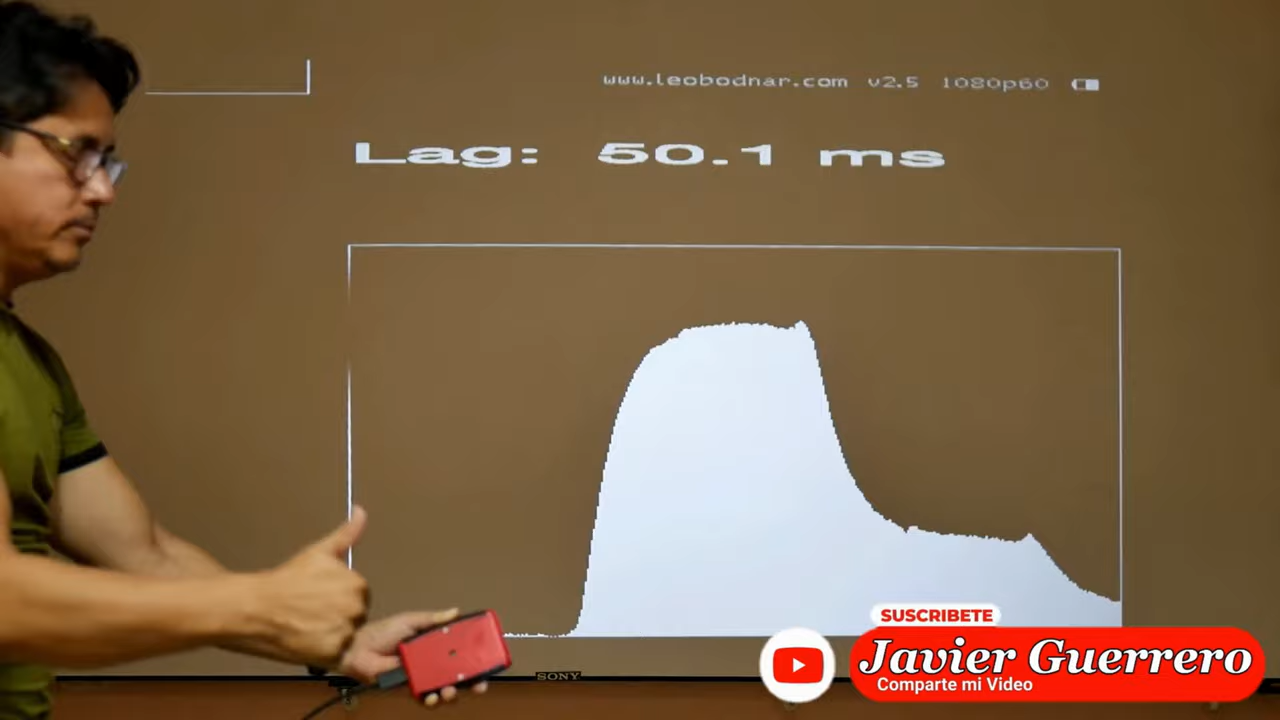 www.leobodnar.com v2.5 1080p60
Lag: 50.1 ms
SONY
SUSCRIBETE
Javier Guerrero
Comparte mi Video